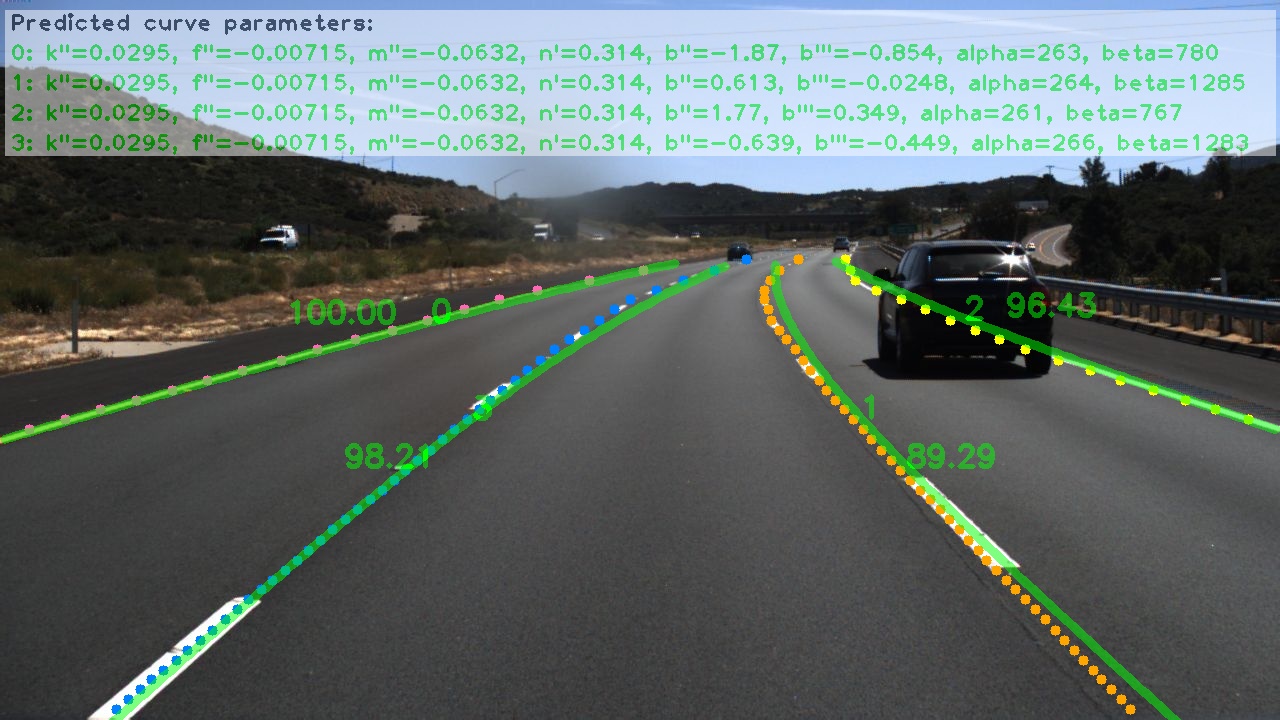 Predicted curve parameters:
0: k''=0.0295, f''=-0.00715, m''=-0.0632, n'=0.314, b''=-1.87, b'''=-0.854, alpha=263, beta=780
1: k''=0.0295, f''=-0.00715, m''=-0.0632, n'=0.314, b''=0.613, b'''=-0.0248, alpha=264, beta=1285
2: k''=0.0295, f''=-0.00715, m''=-0.0632, n'=0.314, b''=1.77, b'''=0.349, alpha=261, beta=767
3: k''=0.0295, f''=-0.00715, m''=-0.0632, n'=0.314, b''=-0.639, b'''=-0.449, alpha=266, beta=1283
100.00 0
2 96.43
3
1
98.21
89.29